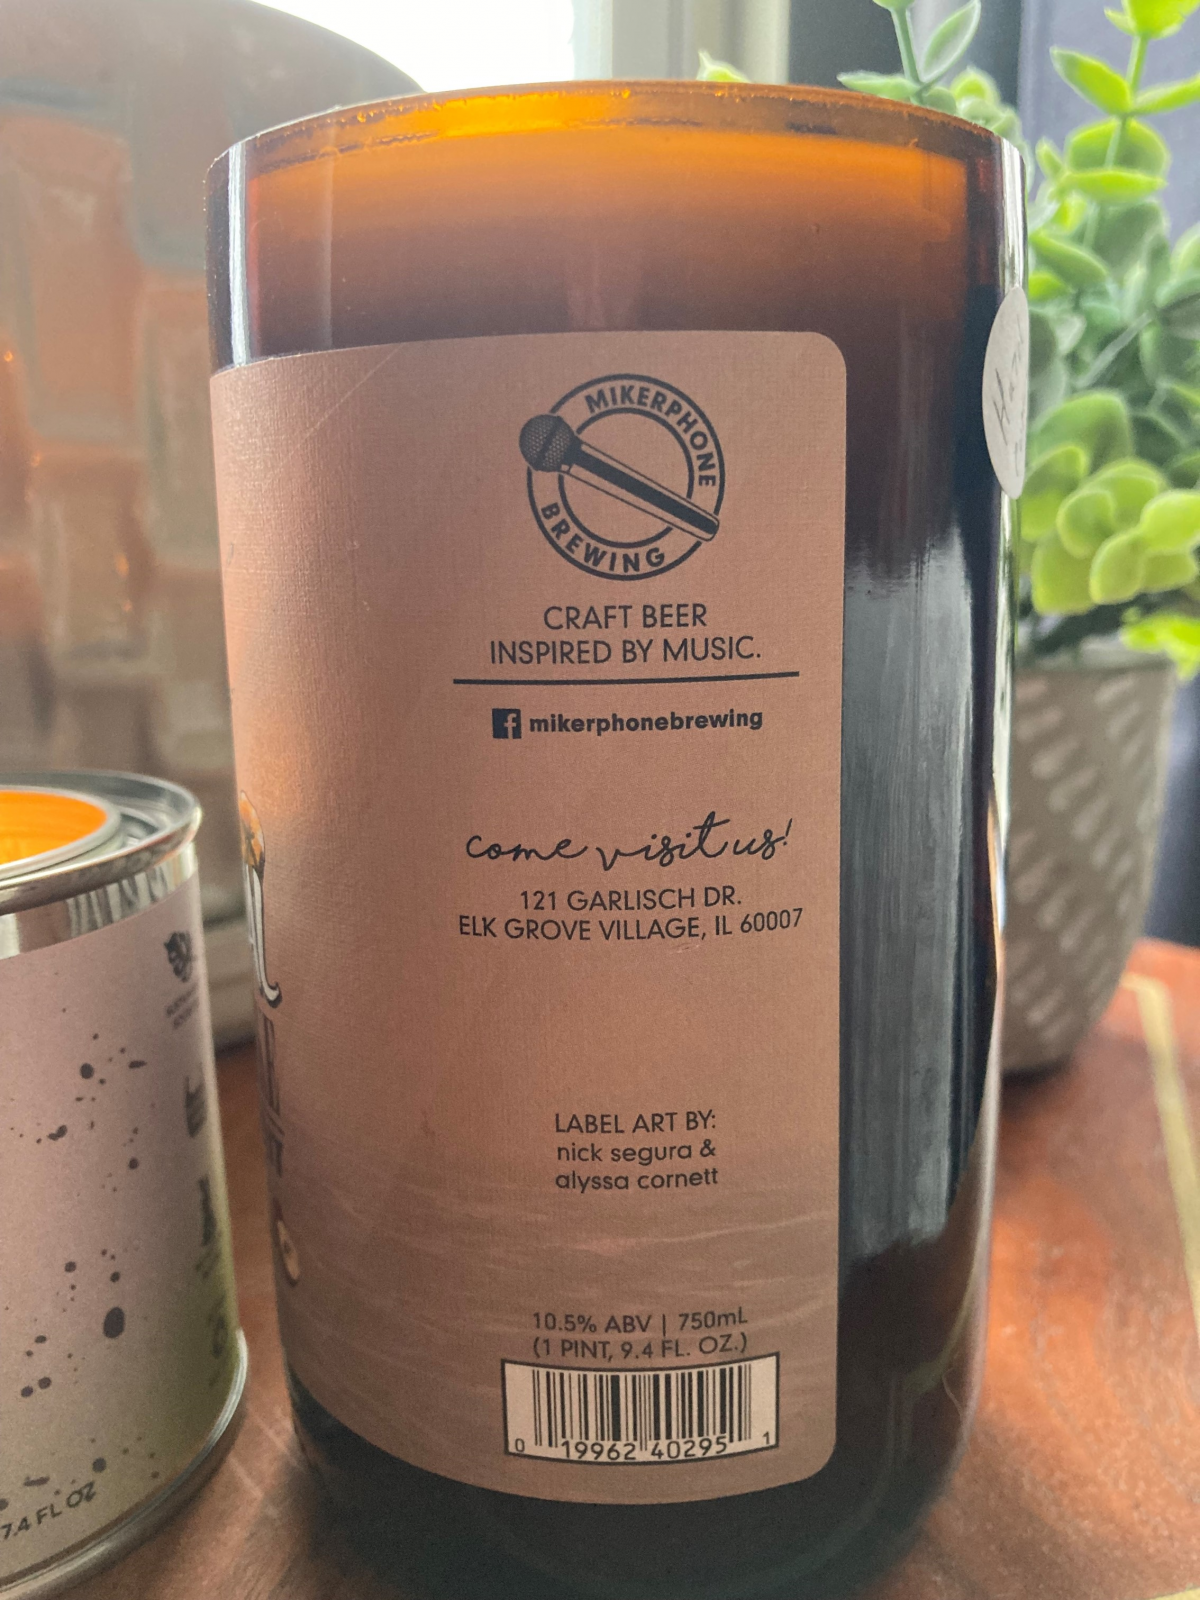 MIKERPHONE
BREWING
CRAFT BEER
INSPIRED BY MUSIC.
mikerphonebrewing
come visit us!
121 GARLISCH DR.
ELK GROVE VILLAGE, IL 60007
LABEL ART BY:
nick segura &
alyssa cornett
10.5% ABV | 750mL
(1 PINT, 9.4 FL. OZ.)
0 19962 40295 1
7.4 FL OZ